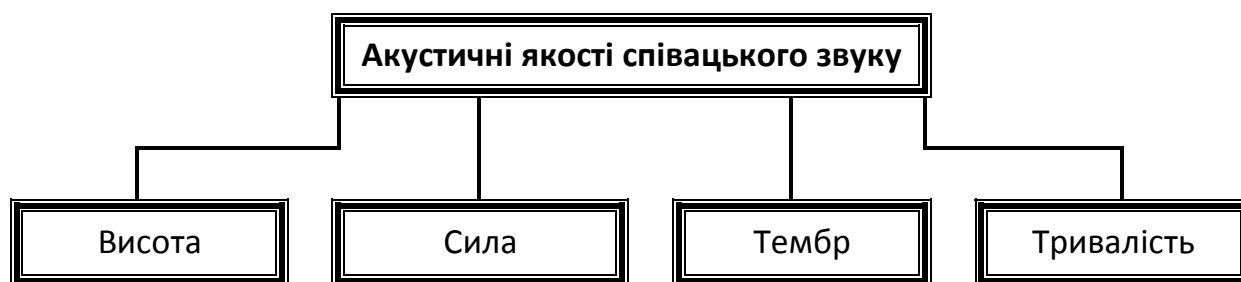 Акустичні якості співацького звуку
Висота
Сила
Тембр
Тривалість